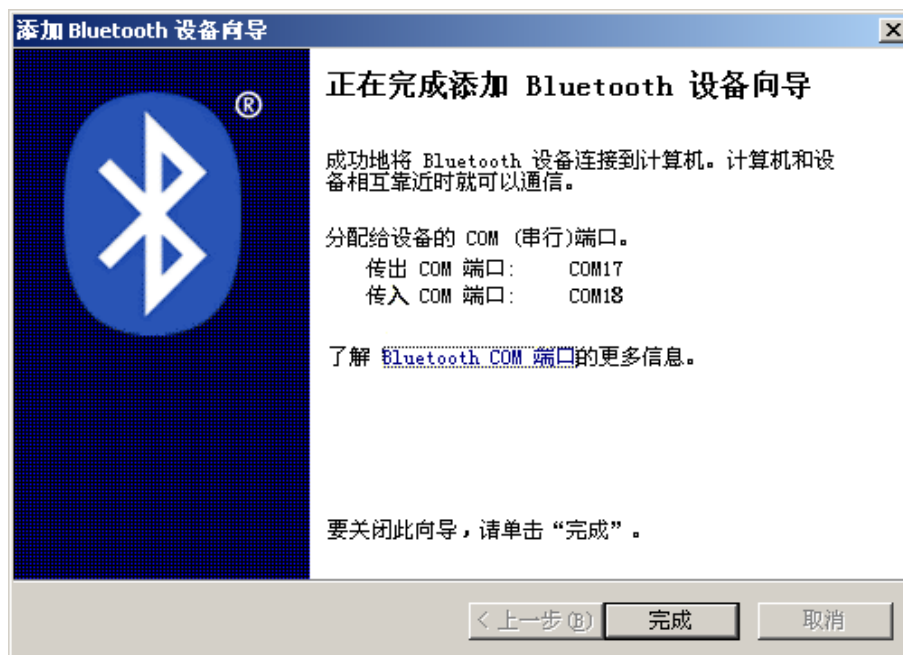 添加 Bluetooth 设备向导
®
正在完成添加 Bluetooth 设备向导
成功地将 Bluetooth 设备连接到计算机。计算机和设
备相互靠近时就可以通信。
分配给设备的 COM (串行)端口。
传出 COM 端口: COM17
传入 COM 端口: COM18
了解 Bluetooth COM 端口的更多信息。
要关闭此向导，请单击“完成”。
< 上一步(B) 完成 取消